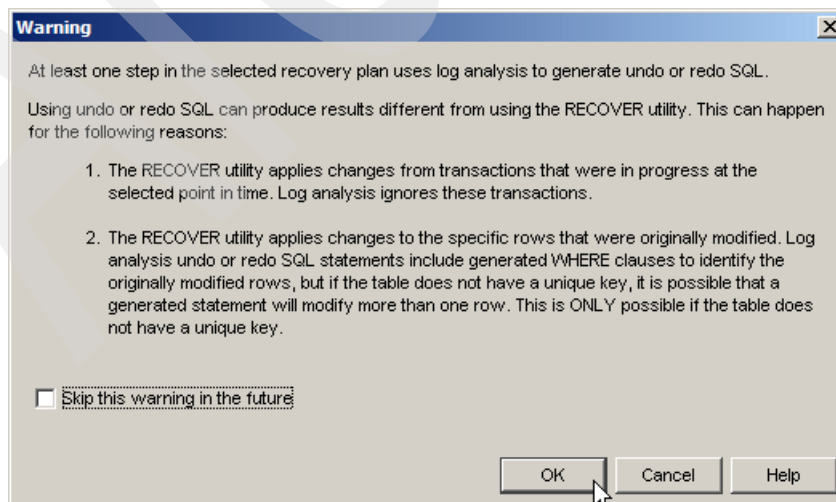 Warning
At least one step in the selected recovery plan uses log analysis to generate undo or redo SQL.
Using undo or redo SQL can produce results different from using the RECOVER utility. This can happen
for the following reasons:
1. The RECOVER utility applies changes from transactions that were in progress at the
selected point in time. Log analysis ignores these transactions.
2. The RECOVER utility applies changes to the specific rows that were originally modified. Log
analysis undo or redo SQL statements include generated WHERE clauses to identify the
originally modified rows, but if the table does not have a unique key, it is possible that a
generated statement will modify more than one row. This is ONLY possible if the table does
not have a unique key.
Skip this warning in the future
OK Cancel Help